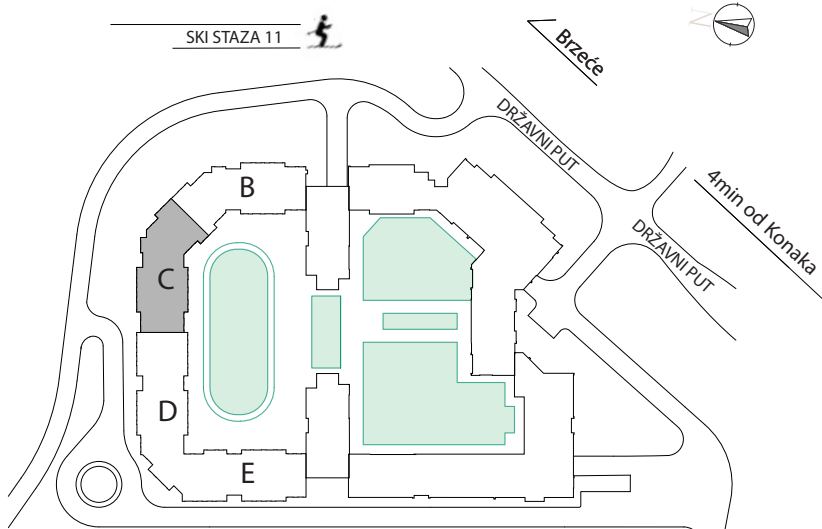 N
SKI STAZA 11
Brzeće
DRŽAVNI PUT
4min od Konaka
DRŽAVNI PUT
B
C
D
E